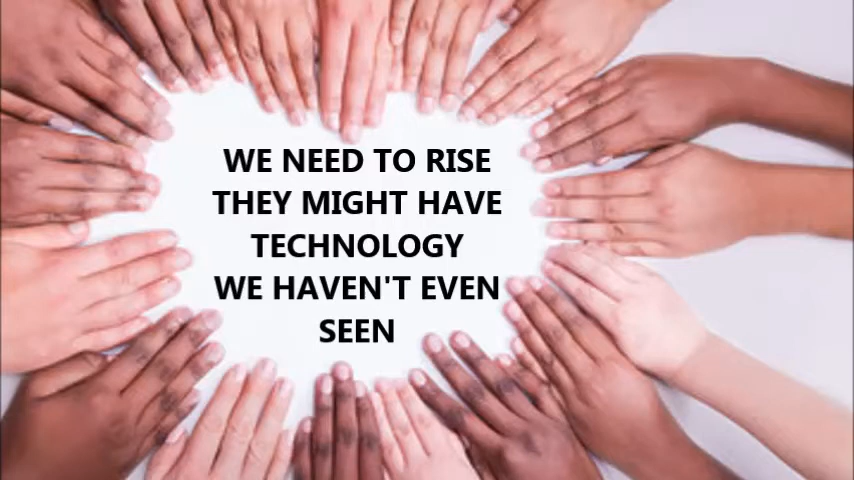 WE NEED TO RISE
THEY MIGHT HAVE
TECHNOLOGY
WE HAVEN'T EVEN
SEEN